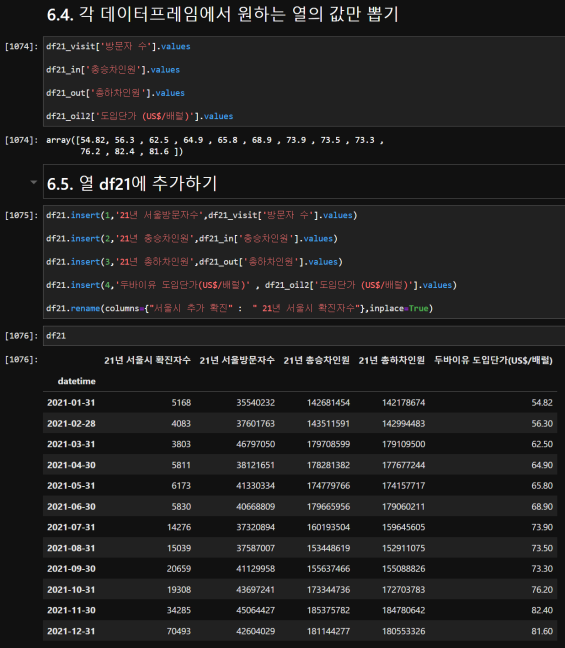 6.4. 각 데이터프레임에서 원하는 열의 값만 뽑기
[1074]: df21_visit['방문자 수'].values
df21_in['총승차인원'].values
df21_out['총하차인원'].values
df21_oil2['도입단가 (US$/배럴)'].values
[1074]: array([54.82, 56.3 , 62.5 , 64.9 , 65.8 , 68.9 , 73.9 , 73.5 , 73.3 ,
76.2 , 82.4 , 81.6 ])
6.5. 열 df21에 추가하기
[1075]: df21.insert(1,'21년 서울방문자수',df21_visit['방문자 수'].values)
df21.insert(2,'21년 총승차인원',df21_in['총승차인원'].values)
df21.insert(3,'21년 총하차인원',df21_out['총하차인원'].values)
df21.insert(4,'두바이유 도입단가(US$/배럴)' , df21_oil2['도입단가 (US$/배럴)'].values)
df21.rename(columns={"서울시 추가 확진" :  " 21년 서울시 확진자수"},inplace=True)
[1076]: df21
[1076]: 21년 서울시 확진자수 21년 서울방문자수 21년 총승차인원 21년 총하차인원 두바이유 도입단가(US$/배럴)
datetime
2021-01-31 5168 35540232 142681454 142178674 54.82
2021-02-28 4083 37601763 143511591 142994483 56.30
2021-03-31 3803 46797050 179708599 179109500 62.50
2021-04-30 5811 38121651 178281382 177677244 64.90
2021-05-31 6173 41330334 174779766 174157717 65.80
2021-06-30 5830 40668809 179665956 179060211 68.90
2021-07-31 14276 37320894 160193504 159645605 73.90
2021-08-31 15039 37587007 153448619 152911075 73.50
2021-09-30 20659 41129958 155637466 155088826 73.30
2021-10-31 19308 43697241 173344736 172703783 76.20
2021-11-30 34285 45064427 185375782 184780642 82.40
2021-12-31 70493 42604029 181144277 180553326 81.60